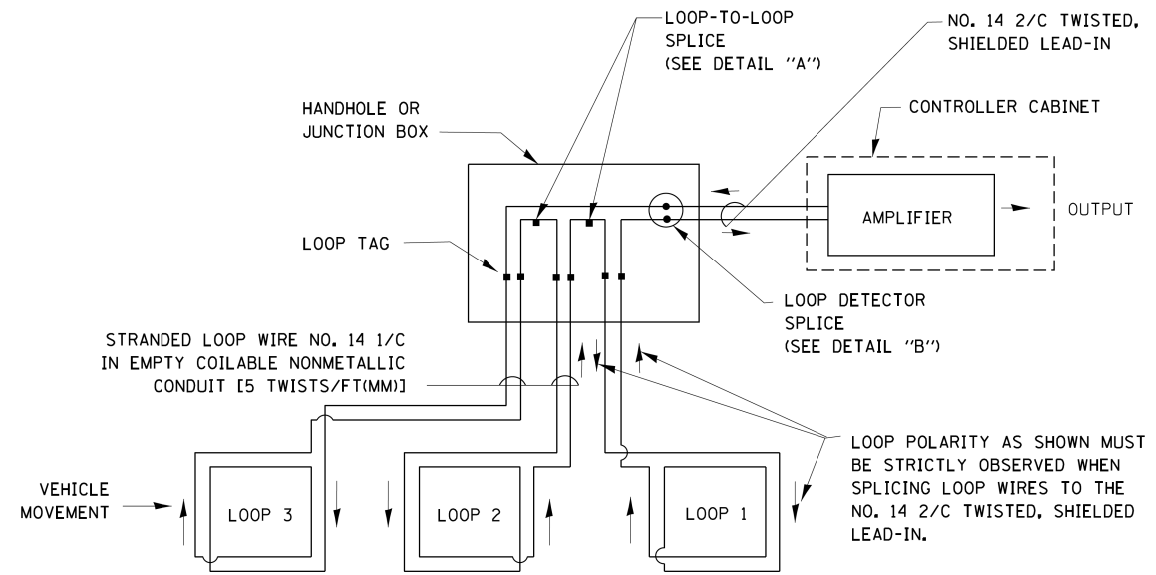 LOOP-TO-LOOP
SPLICE
(SEE DETAIL "A")
NO. 14 2/C TWISTED,
SHIELDED LEAD-IN
HANDHOLE OR
JUNCTION BOX
CONTROLLER CABINET
AMPLIFIER
OUTPUT
LOOP TAG
LOOP DETECTOR
SPLICE
(SEE DETAIL "B")
STRANDED LOOP WIRE NO. 14 1/C
IN EMPTY COILABLE NONMETALLIC
CONDUIT [5 TWISTS/FT(MM)]
LOOP POLARITY AS SHOWN MUST
BE STRICTLY OBSERVED WHEN
SPLICING LOOP WIRES TO THE
NO. 14 2/C TWISTED, SHIELDED
LEAD-IN.
VEHICLE
MOVEMENT
LOOP 3
LOOP 2
LOOP 1